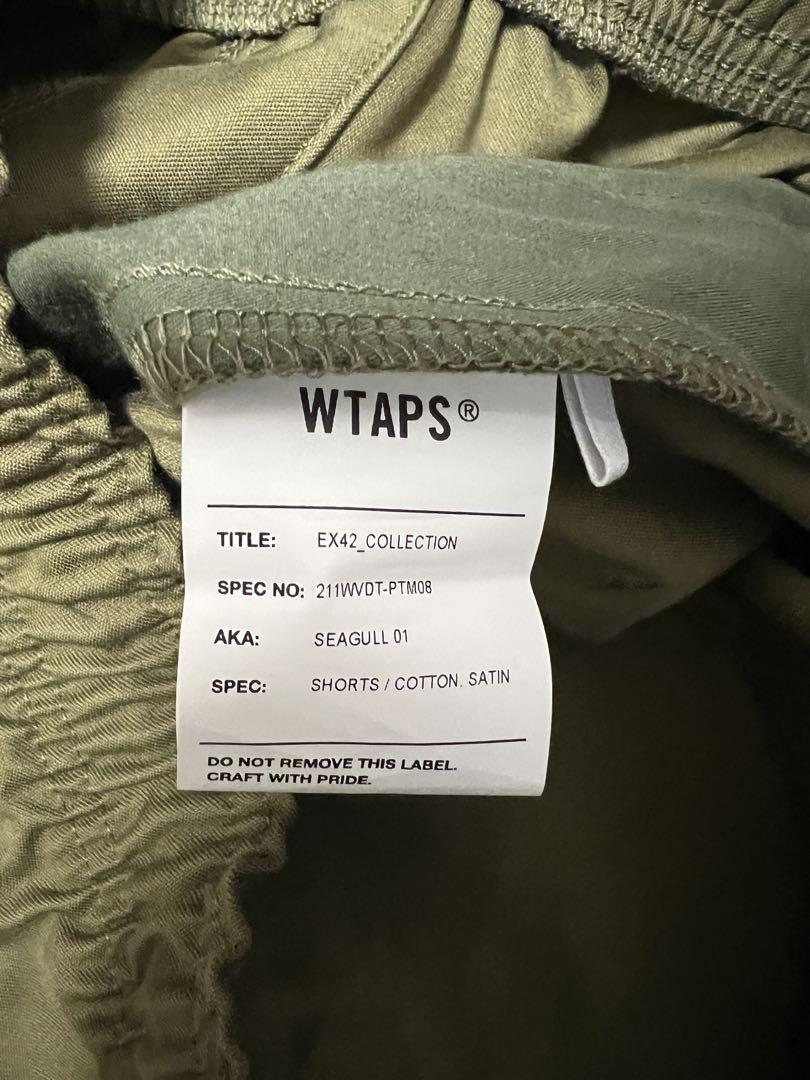 WTAPS®
TITLE: EX42_COLLECTION
SPEC NO: 211WVDT-PTM08
AKA: SEAGULL 01
SPEC: SHORTS / COTTON. SATIN
DO NOT REMOVE THIS LABEL.
CRAFT WITH PRIDE.